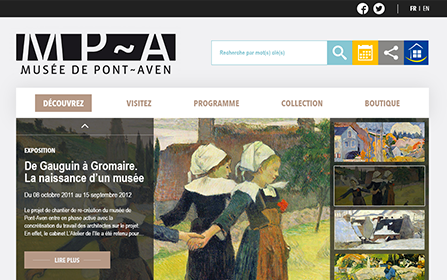 FR | EN
MP~A
MUSÉE DE PONT~AVEN
Recherche par mot(s) clé(s)
DÉCOUVREZ
VISITEZ
PROGRAMME
COLLECTION
BOUTIQUE
EXPOSITION
De Gauguin à Gromaire.
La naissance d'un musée
Du 08 octobre 2011 au 15 septembre 2012
Le projet de chantier de re-création du musée de
Pont-Aven entre en phase active avec la
concrétisation du travail des architectes sur le projet.
En effet, le cabinet L'Atelier de l'Ile a été retenu pour
LIRE PLUS